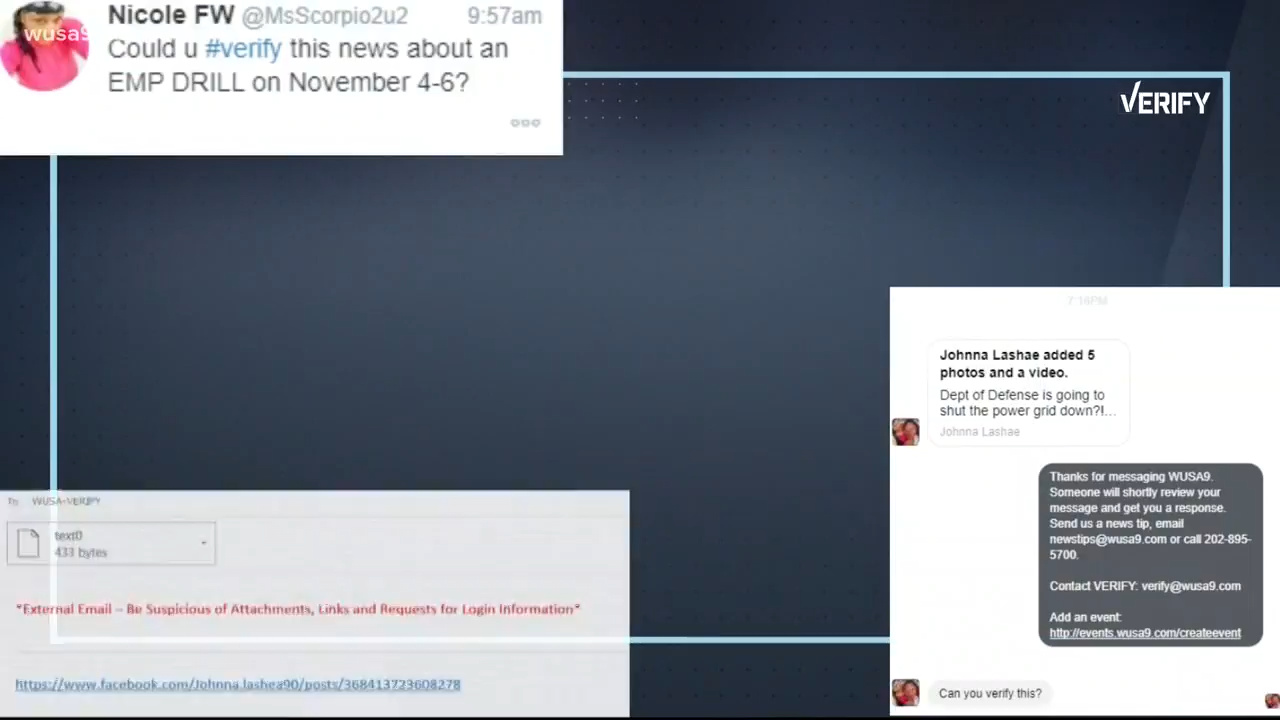 Nicole FW @MsScorpio2u2 9:57am
wusa9
Could u #verify this news about an
EMP DRILL on November 4-6?
VERIFY
7:16PM
Johnna Lashae added 5
photos and a video.
Dept of Defense is going to
shut the power grid down?!...
Johnna Lashae
Thanks for messaging WUSA9.
Someone will shortly review your
message and get you a response.
Send us a news tip, email
newstips@wusa9.com or call 202-895-
5700.
Contact VERIFY: verify@wusa9.com
Add an event:
http://events.wusa9.com/createevent
Can you verify this?
To: WUSA-VERIFY
text0
433 bytes
*External Email – Be Suspicious of Attachments, Links and Requests for Login Information*
https://www.facebook.com/Johnna.lashea90/posts/368413723608278